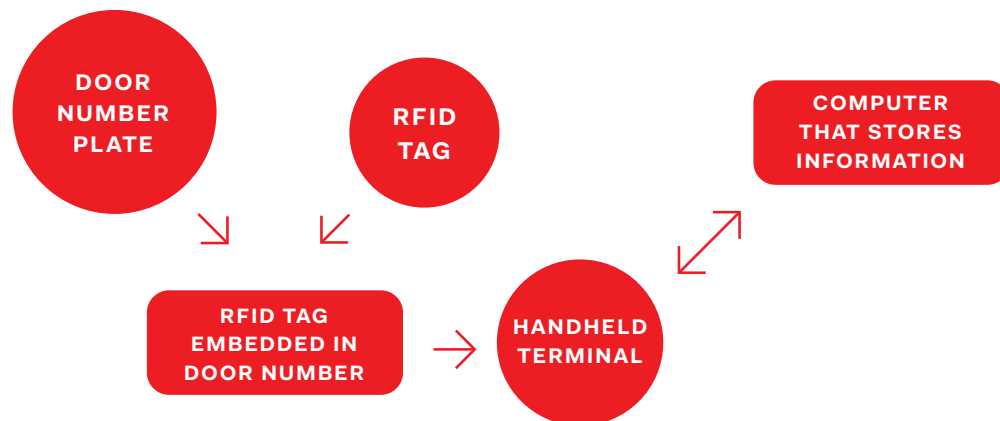 DOOR
NUMBER
PLATE
RFID
TAG
COMPUTER
THAT STORES
INFORMATION
RFID TAG
EMBEDDED IN
DOOR NUMBER
HANDHELD
TERMINAL